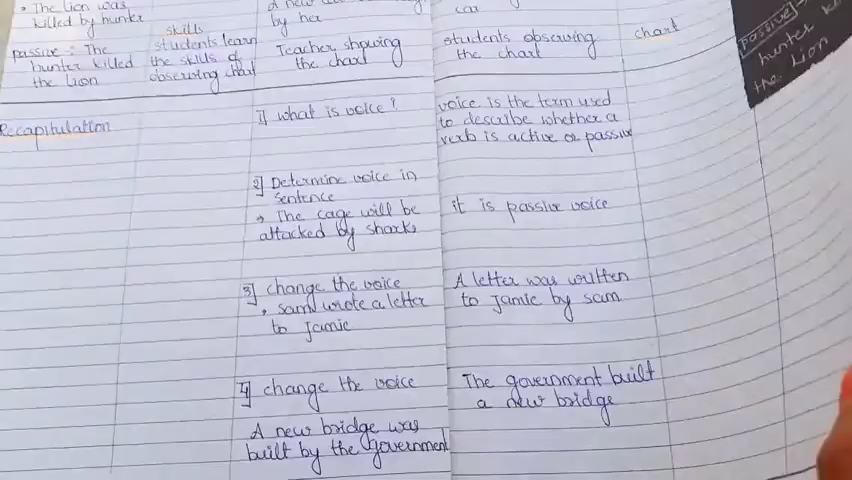 • The lion was
killed by hunter
passive : The
hunter killed
the lion
skills
students learn
the skills of
observing chart
by her
Teacher showing
the chart
car
students observing
the chart
chart
passive
hunter
the Lion
Recapitulation
1] what is voice?
voice is the term used
to describe whether a
verb is active or passive
2] Determine voice in
sentence
, The cage will be
attacked by sharks
it is passive voice
3] change the voice
, sam wrote a letter
to Jamie
A letter was written
to Jamie by sam
4] change the voice
A new bridge was
built by the government
The government built
a new bridge